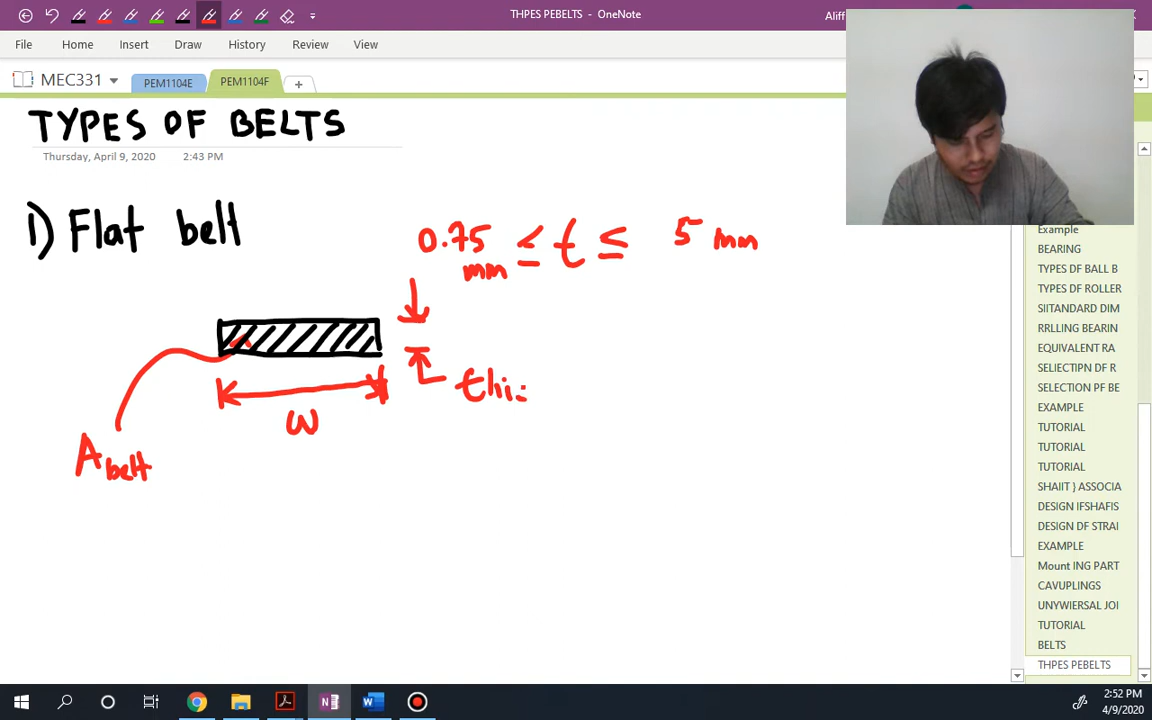 THPES PEBELTS - OneNote
Aliff
File Home Insert Draw History Review View
MEC331 PEM1104E PEM1104F
TYPES OF BELTS
Thursday, April 9, 2020 2:43 PM
1) Flat belt
0.75 mm ≤ t ≤ 5 mm
thi
w
A belt
Example
BEARING
TYPES DF BALL B
TYPES DF ROLLER
SIITANDARD DIM
RRLLING BEARIN
EQUIVALENT RA
SELIECTIPN DF R
SELECTION PF BE
EXAMPLE
TUTORIAL
TUTORIAL
TUTORIAL
SHAIIT } ASSOCIA
DESIGN IFSHAFIS
DESIGN DF STRAI
EXAMPLE
Mount ING PART
CAVUPLINGS
UNYWIERSAL JOI
TUTORIAL
BELTS
THPES PEBELTS
2:52 PM
4/9/2020